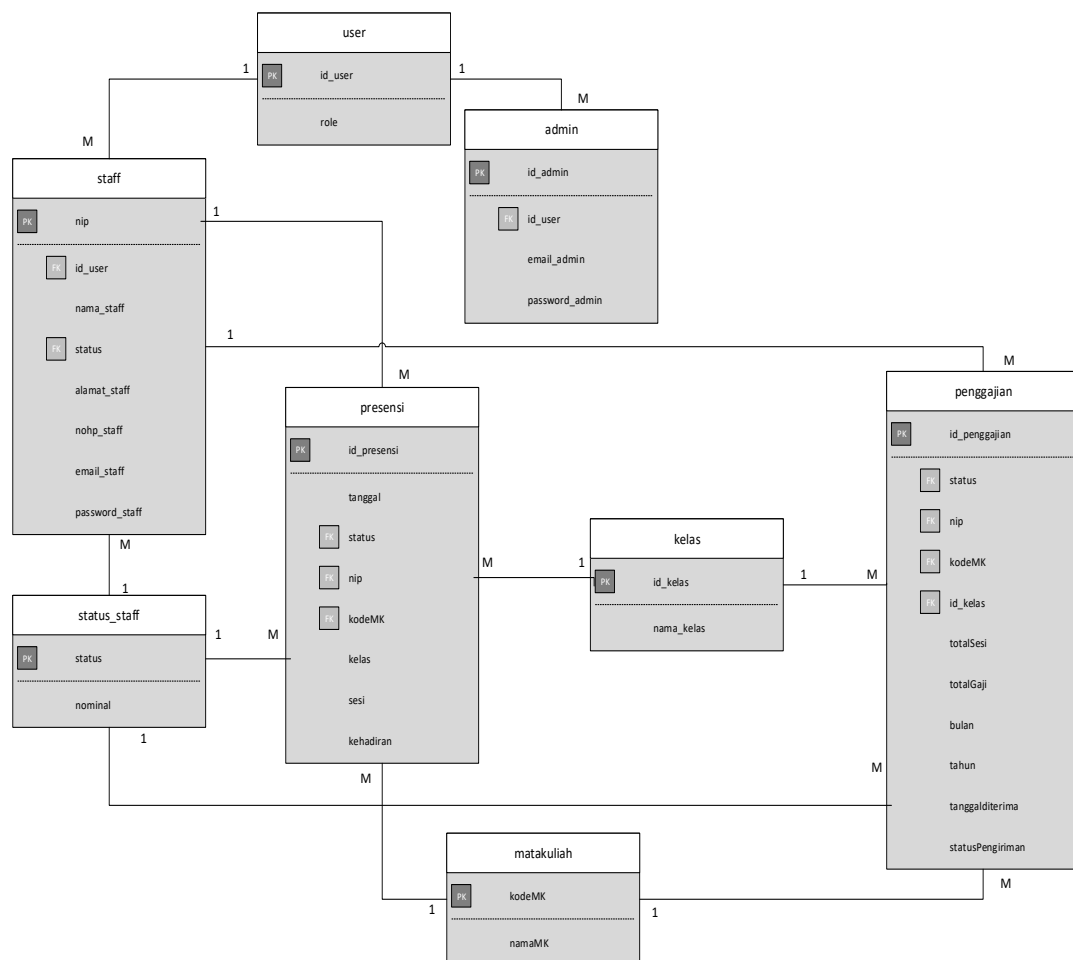 user
PK id_user
role
1
1
M
M
admin
PK id_admin
FK id_user
email_admin
password_admin
staff
PK nip
FK id_user
nama_staff
FK status
alamat_staff
nohp_staff
email_staff
password_staff
1
1
M
M
M
1
presensi
PK id_presensi
tanggal
FK status
FK nip
FK kodeMK
kelas
sesi
kehadiran
M
1
kelas
PK id_kelas
nama_kelas
1
M
penggajian
PK id_penggajian
FK status
FK nip
FK kodeMK
FK id_kelas
totalSesi
totalGaji
bulan
tahun
tanggalditerima
statusPengiriman
status_staff
PK status
nominal
1
M
1
M
M
M
matakuliah
PK kodeMK
namaMK
1
1